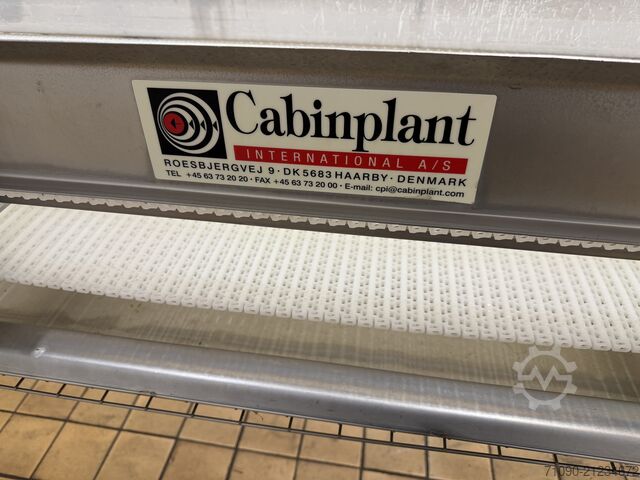 Cabinplant
INTERNATIONAL A/S
ROESBJERGVEJ 9 · DK 5683 HAARBY · DENMARK
TEL +45 63 73 20 20 · FAX +45 63 73 20 00 · E-mail: cpi@cabinplant.com